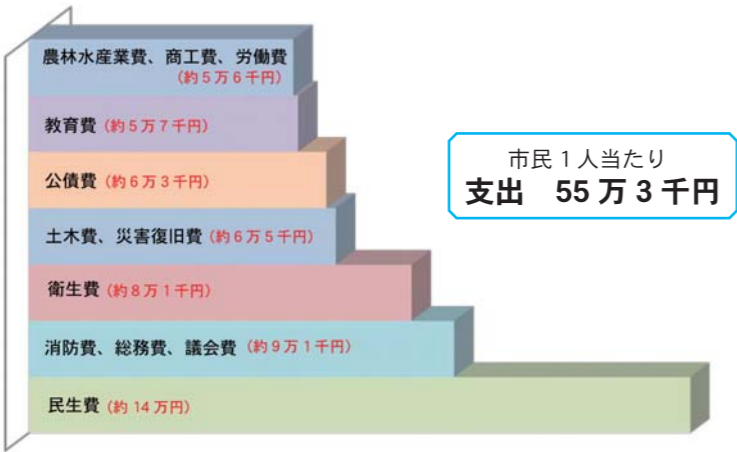 農林水産業費、商工費、労働費
（約５万６千円）
教育費（約５万７千円）
公債費（約６万３千円）
市民１人当たり
支出　55 万 3 千円
土木費、災害復旧費（約６万５千円）
衛生費（約８万１千円）
消防費、総務費、議会費（約９万１千円）
民生費（約 14 万円）